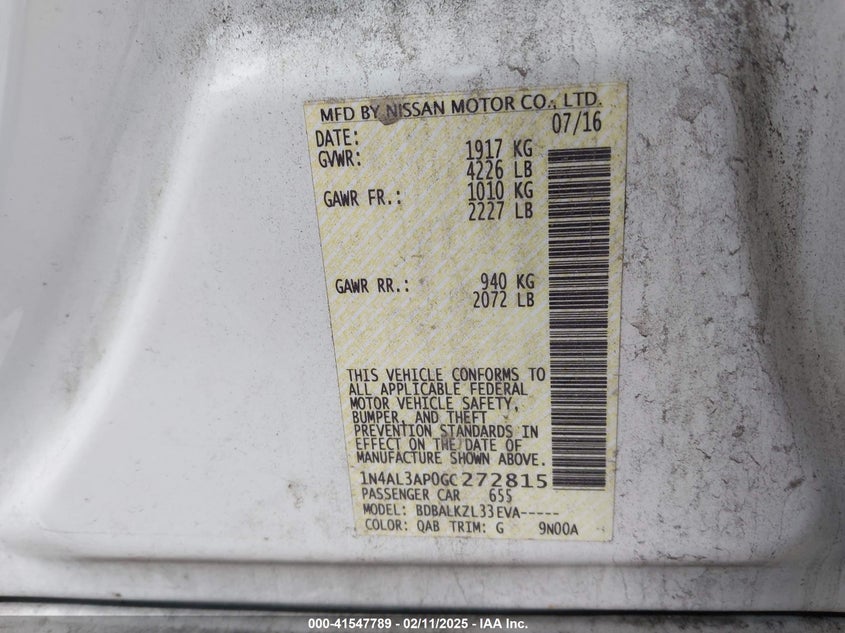 MFD BY NISSAN MOTOR CO., LTD.
DATE: 07/16
GVWR: 1917 KG
4226 LB
GAWR FR.: 1010 KG
2227 LB
GAWR RR.: 940 KG
2072 LB
THIS VEHICLE CONFORMS TO
ALL APPLICABLE FEDERAL
MOTOR VEHICLE SAFETY,
BUMPER, AND THEFT
PREVENTION STANDARDS IN
EFFECT ON THE DATE OF
MANUFACTURE SHOWN ABOVE.
1N4AL3AP0GC272815
PASSENGER CAR 655
MODEL: BDBALKZL33EVA-----
COLOR: QAB TRIM: G 9N00A
000-41547789 - 02/11/2025 - IAA Inc.